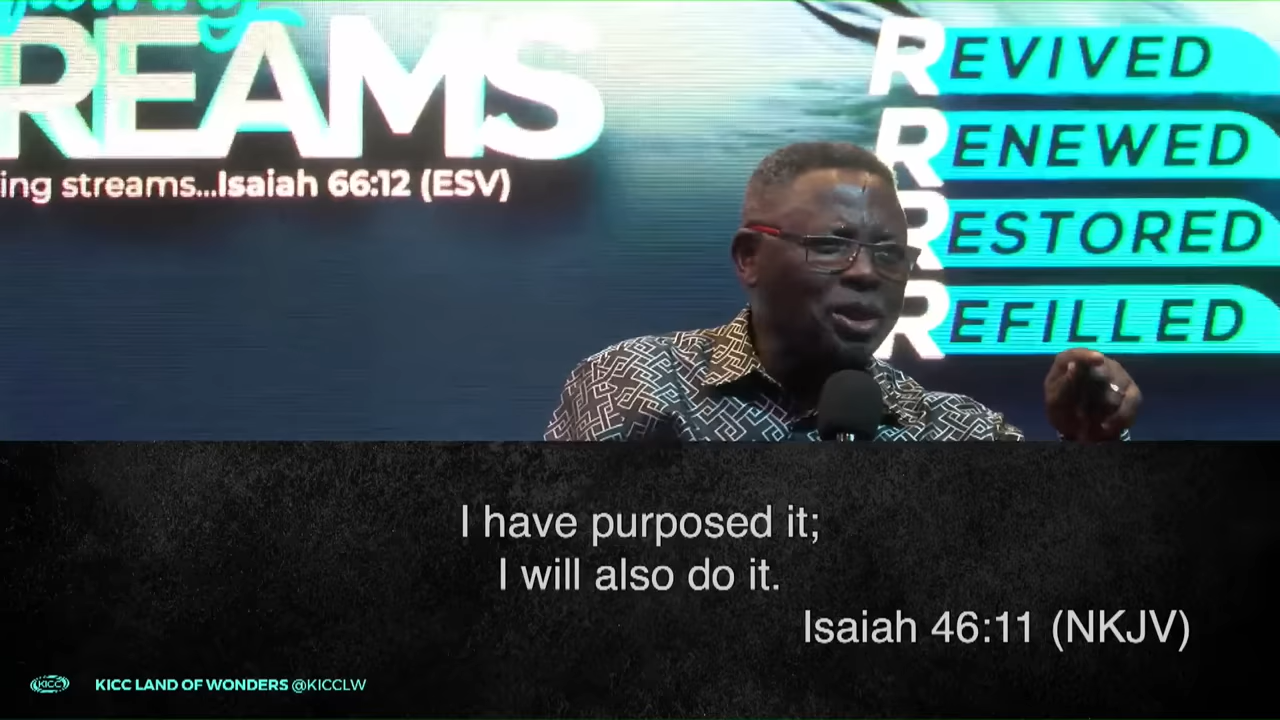 REAMS
ing streams...Isaiah 66:12 (ESV)
REVIVED
RENEWED
RESTORED
REFILLED
I have purposed it;
I will also do it.
Isaiah 46:11 (NKJV)
KICC
KICC LAND OF WONDERS @KICCLW